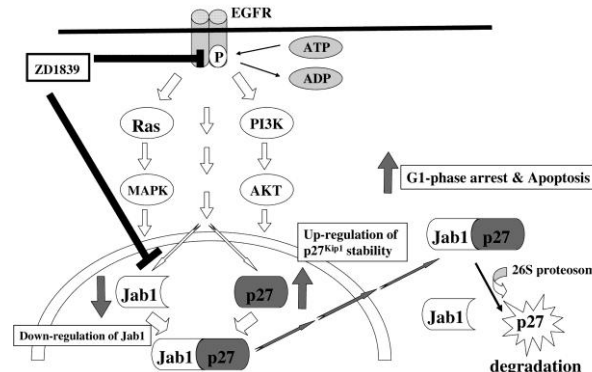 EGFR
ATP
P
ZD1839
ADP
Ras
PI3K
G1-phase arrest & Apoptosis
MAPK
AKT
Up-regulation of
p27Kip1 stability
Jab1
p27
Jab1
p27
26S proteosom
Down-regulation of Jab1
Jab1
p27
Jab1
p27
degradation